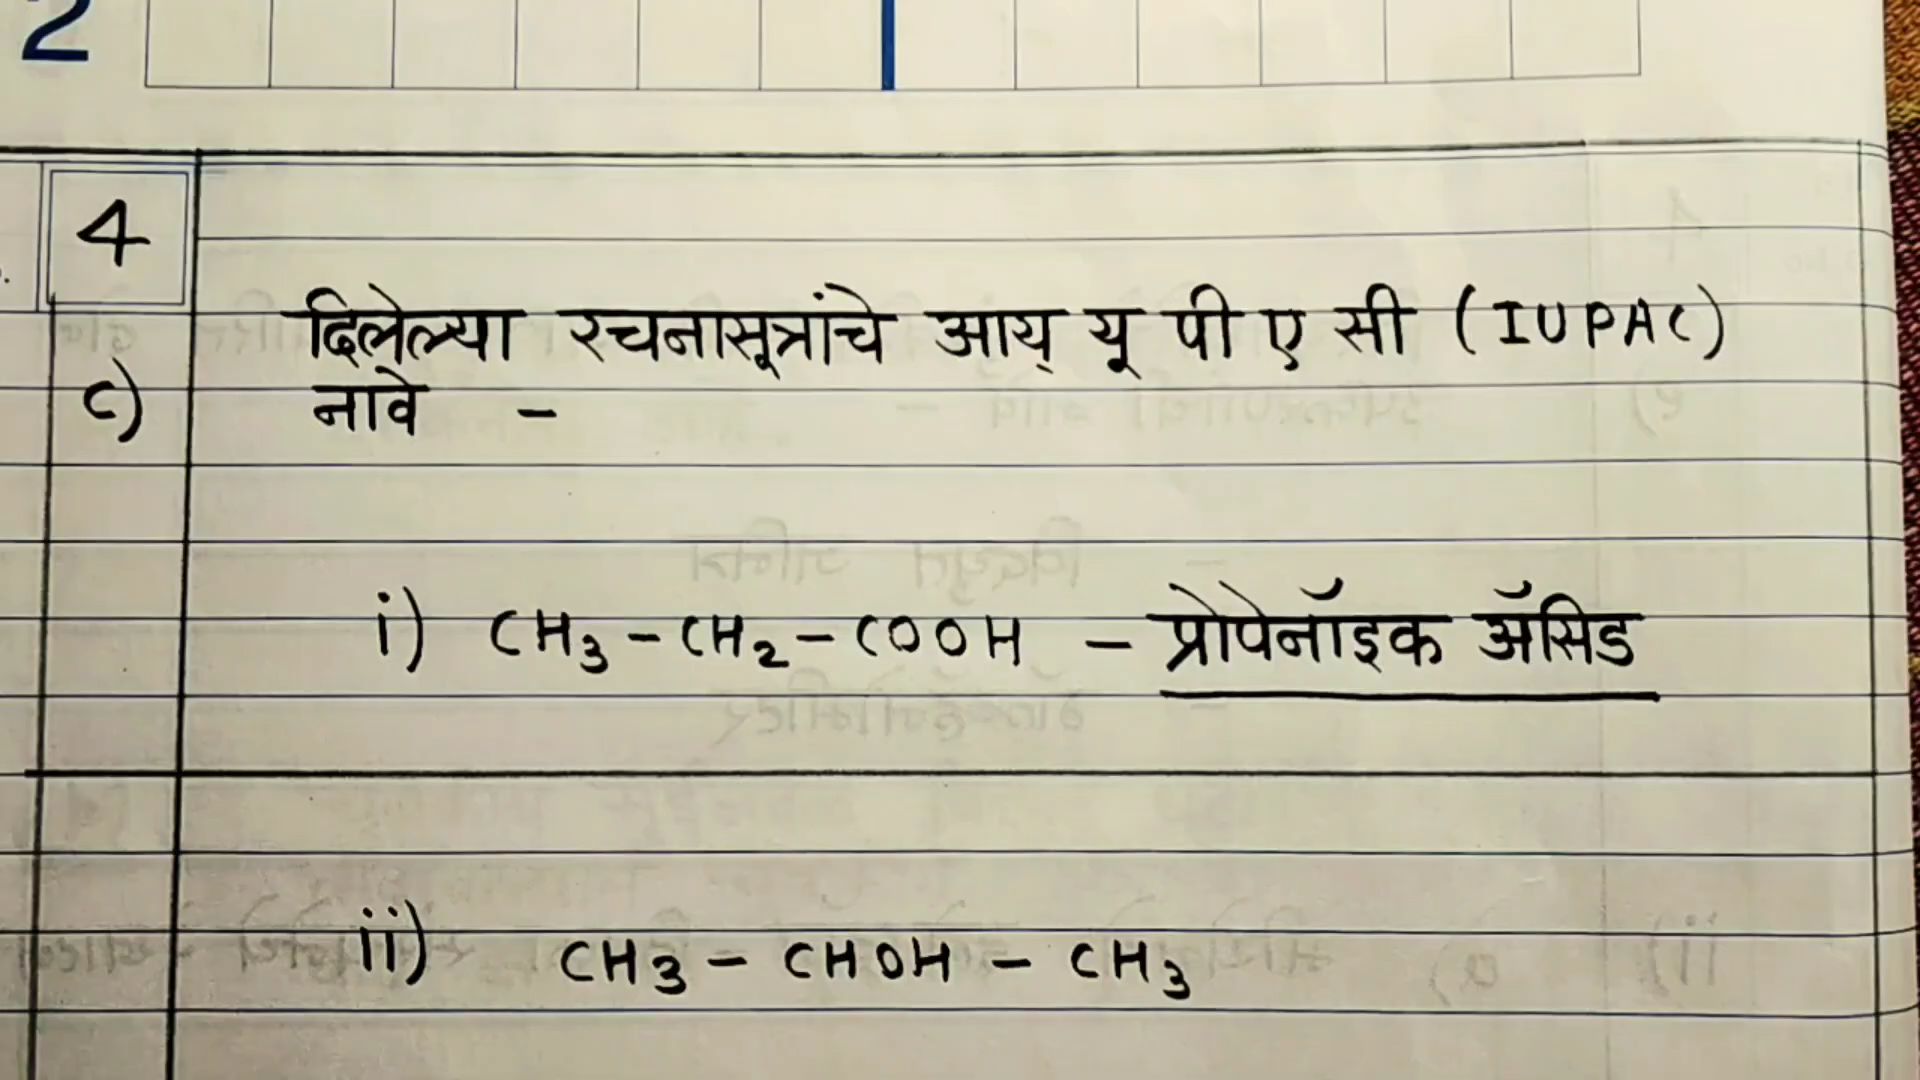 2
4
दिलेल्या रचनासूत्रांचे आय् यू पी ए सी (IUPAC)
c) नावे -
i) CH₃ - CH₂ - COOH - प्रोपेनॉइक ॲसिड
ii) CH₃ - CHOH - CH₃